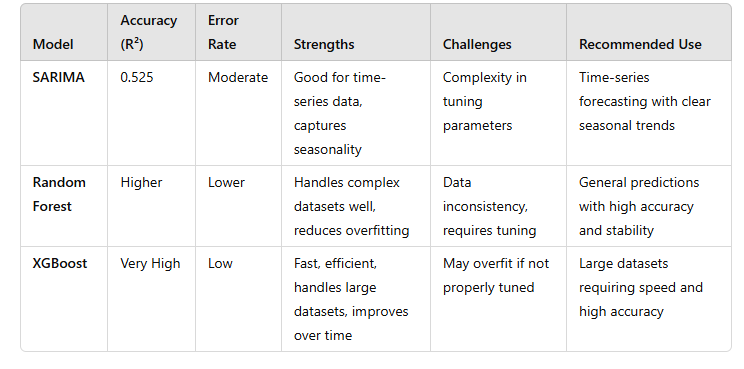 Model Accuracy (R²) Error Rate Strengths Challenges Recommended Use
SARIMA 0.525 Moderate Good for time-series data, captures seasonality Complexity in tuning parameters Time-series forecasting with clear seasonal trends
Random Forest Higher Lower Handles complex datasets well, reduces overfitting Data inconsistency, requires tuning General predictions with high accuracy and stability
XGBoost Very High Low Fast, efficient, handles large datasets, improves over time May overfit if not properly tuned Large datasets requiring speed and high accuracy